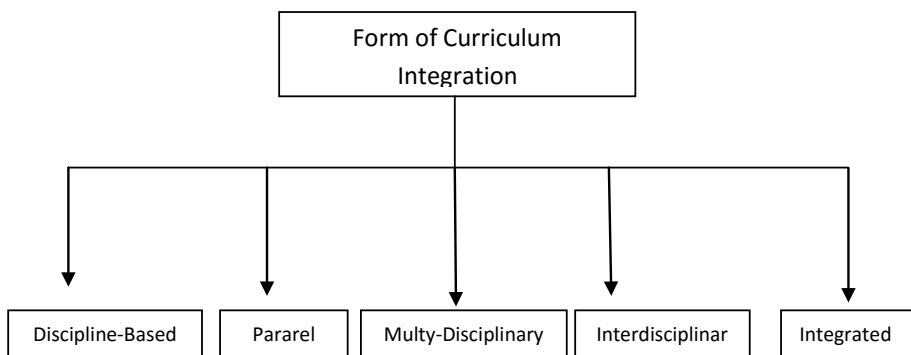 Form of Curriculum
Integration
Discipline-Based
Pararel
Multy-Disciplinary
Interdisciplinar
Integrated